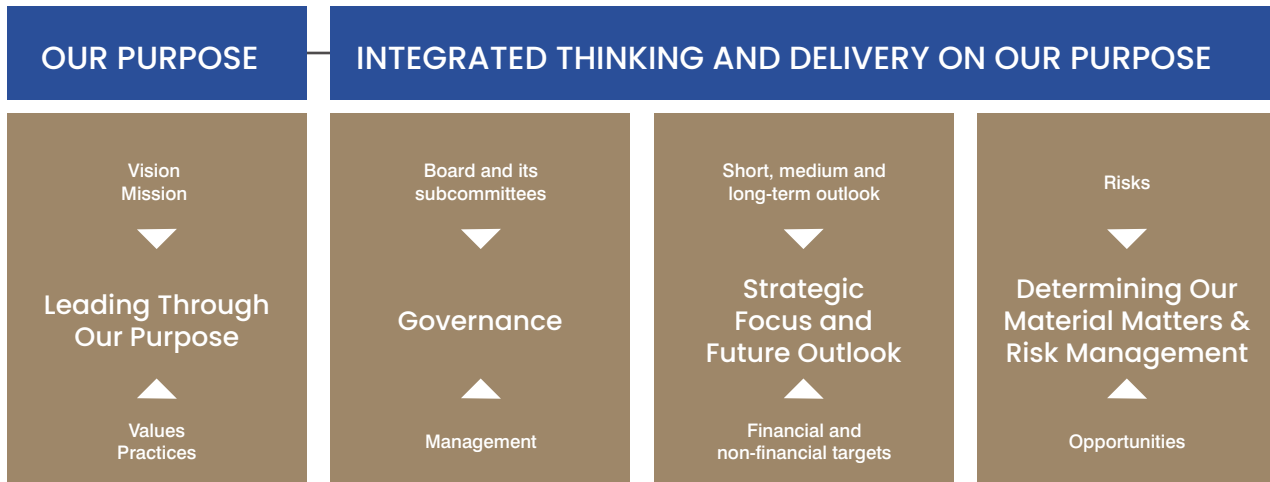 OUR PURPOSE
INTEGRATED THINKING AND DELIVERY ON OUR PURPOSE
Vision
Mission
Leading Through
Our Purpose
Values
Practices
Board and its
subcommittees
Governance
Management
Short, medium and
long-term outlook
Strategic
Focus and
Future Outlook
Financial and
non-financial targets
Risks
Determining Our
Material Matters &
Risk Management
Opportunities